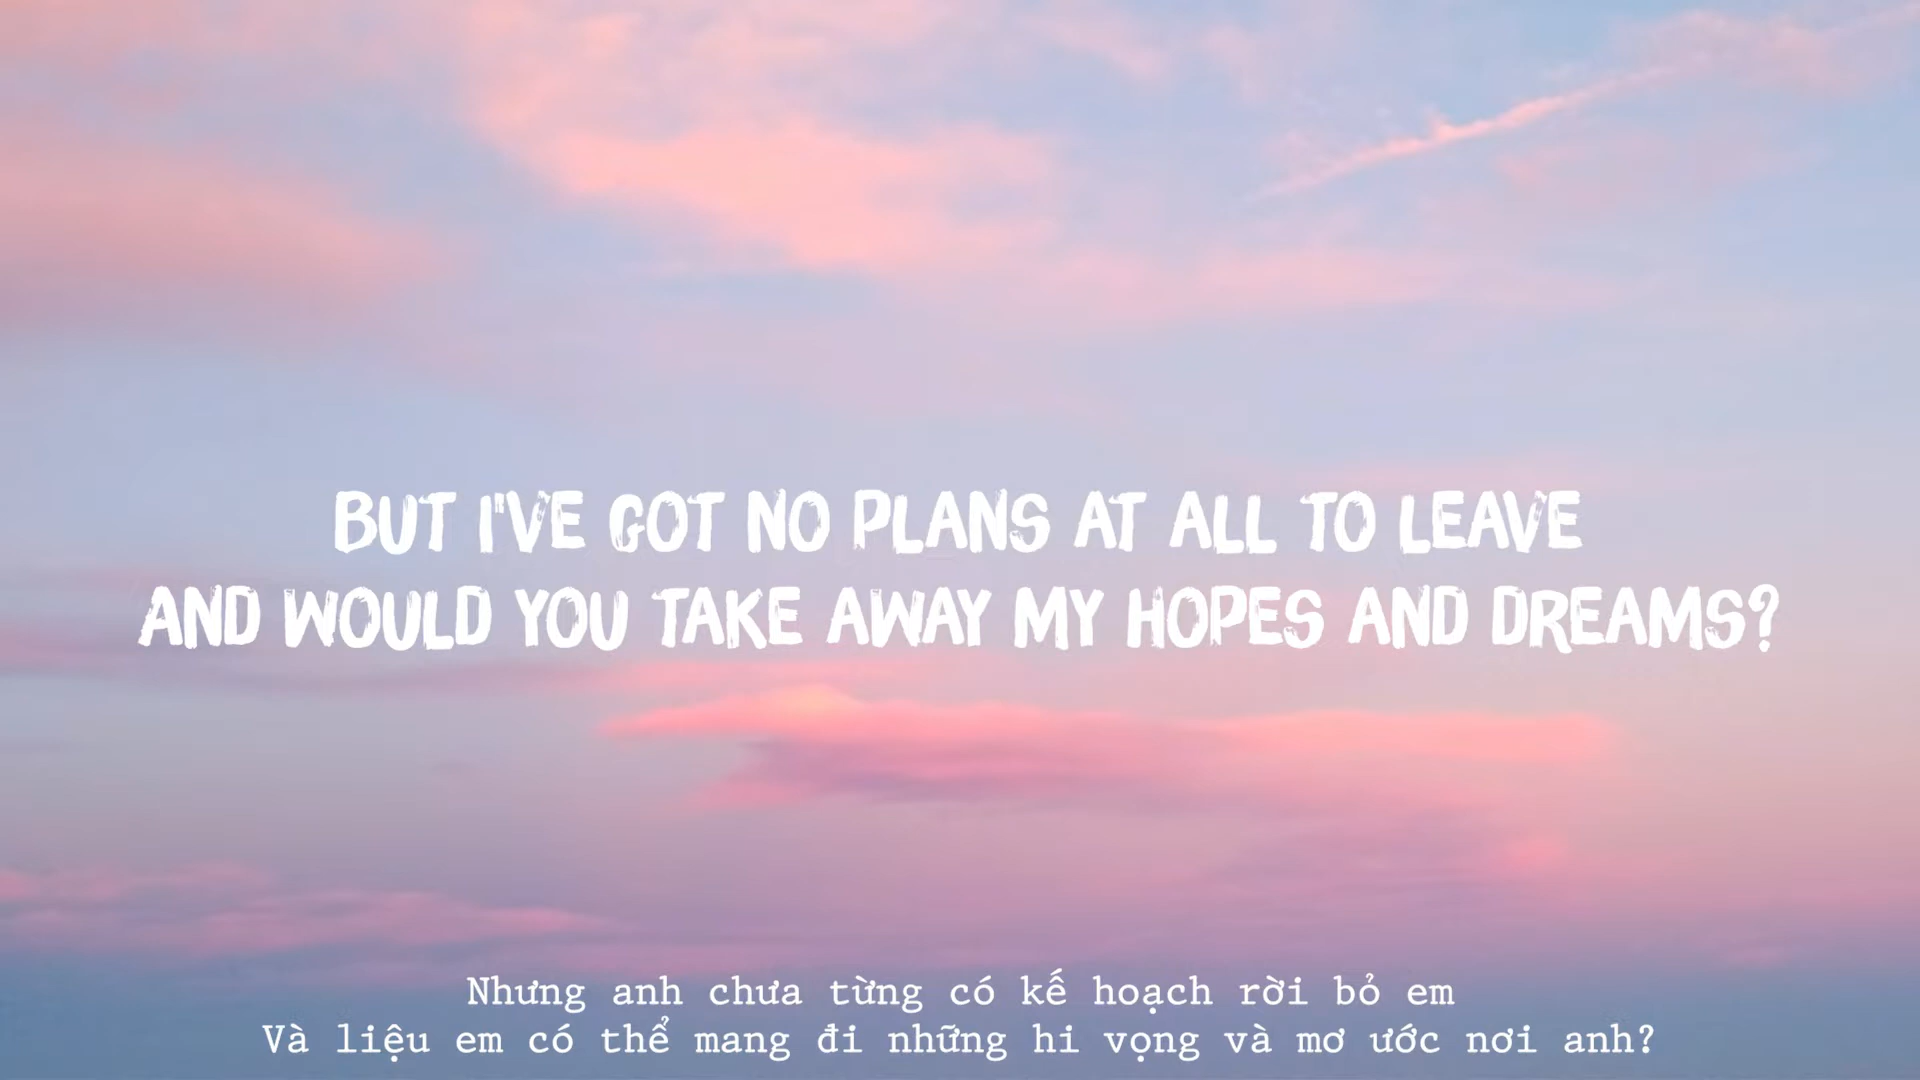 BUT I'VE GOT NO PLANS AT ALL TO LEAVE
AND WOULD YOU TAKE AWAY MY HOPES AND DREAMS?
Nhưng anh chưa từng có kế hoạch rời bỏ em
Và liệu em có thể mang đi những hi vọng và mơ ước nơi anh?